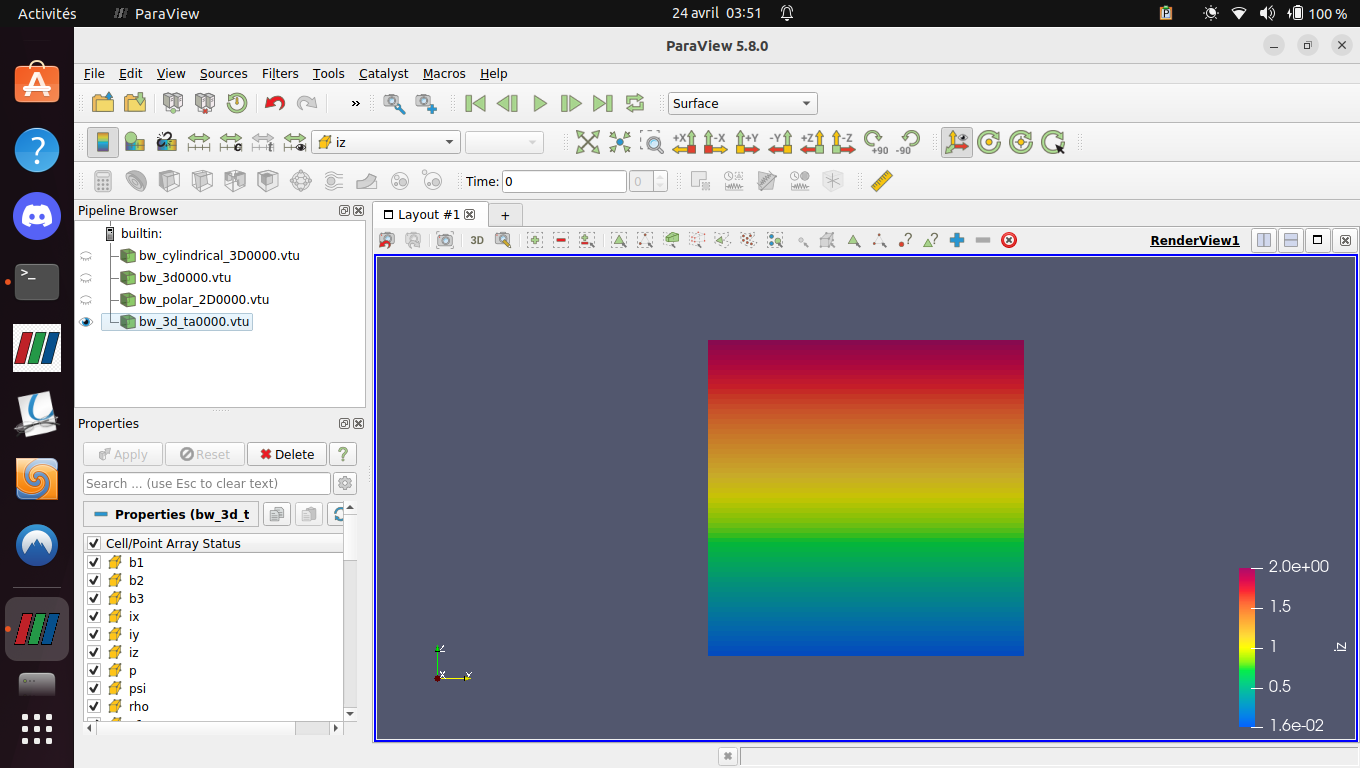 Activités ParaView 24 avril 03:51 100 %
ParaView 5.8.0
File Edit View Sources Filters Tools Catalyst Macros Help
» Surface
iz +X -X +Y -Y +Z -Z +90 -90
Time: 0 0
Pipeline Browser
builtin:
bw_cylindrical_3D0000.vtu
bw_3d0000.vtu
bw_polar_2D0000.vtu
bw_3d_ta0000.vtu
Properties
Apply Reset Delete ?
Search ... (use Esc to clear text)
Properties (bw_3d_t
Cell/Point Array Status
b1
b2
b3
ix
iy
iz
p
psi
rho
Layout #1 +
3D RenderView1
2.0e+00
1.5
1
0.5
1.6e-02
iz
Z
X Y